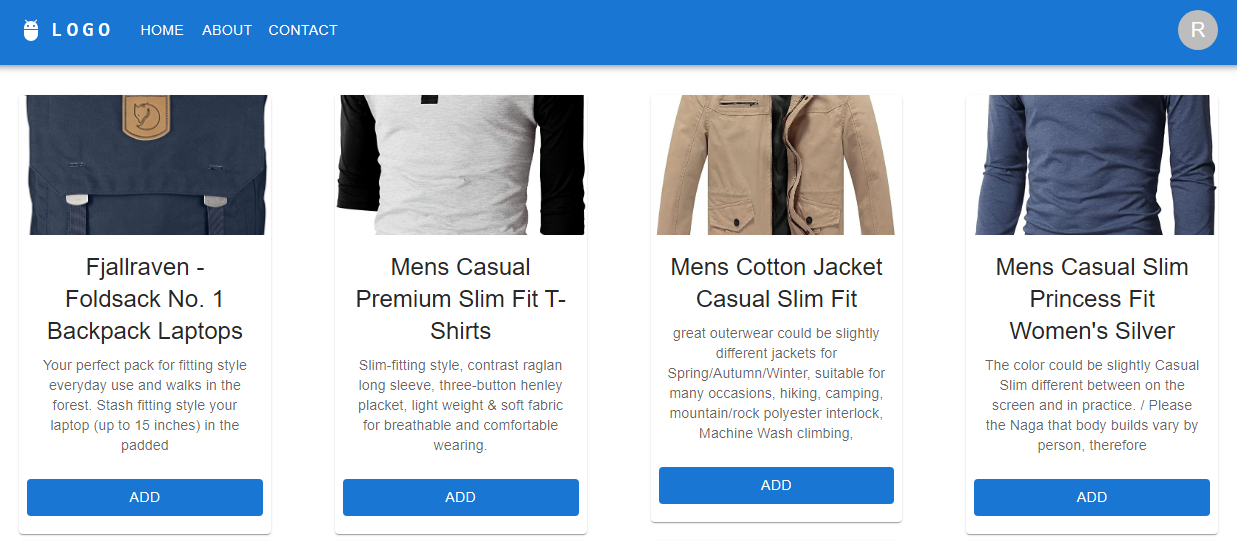 LOGO HOME ABOUT CONTACT R
Fjallraven -
Foldsack No. 1
Backpack Laptops
Your perfect pack for fitting style
everyday use and walks in the
forest. Stash fitting style your
laptop (up to 15 inches) in the
padded
ADD
Mens Casual
Premium Slim Fit T-
Shirts
Slim-fitting style, contrast raglan
long sleeve, three-button henley
placket, light weight & soft fabric
for breathable and comfortable
wearing.
ADD
Mens Cotton Jacket
Casual Slim Fit
great outerwear could be slightly
different jackets for
Spring/Autumn/Winter, suitable for
many occasions, hiking, camping,
mountain/rock polyester interlock,
Machine Wash climbing,
ADD
Mens Casual Slim
Princess Fit
Women's Silver
The color could be slightly Casual
Slim different between on the
screen and in practice. / Please
the Naga that body builds vary by
person, therefore
ADD